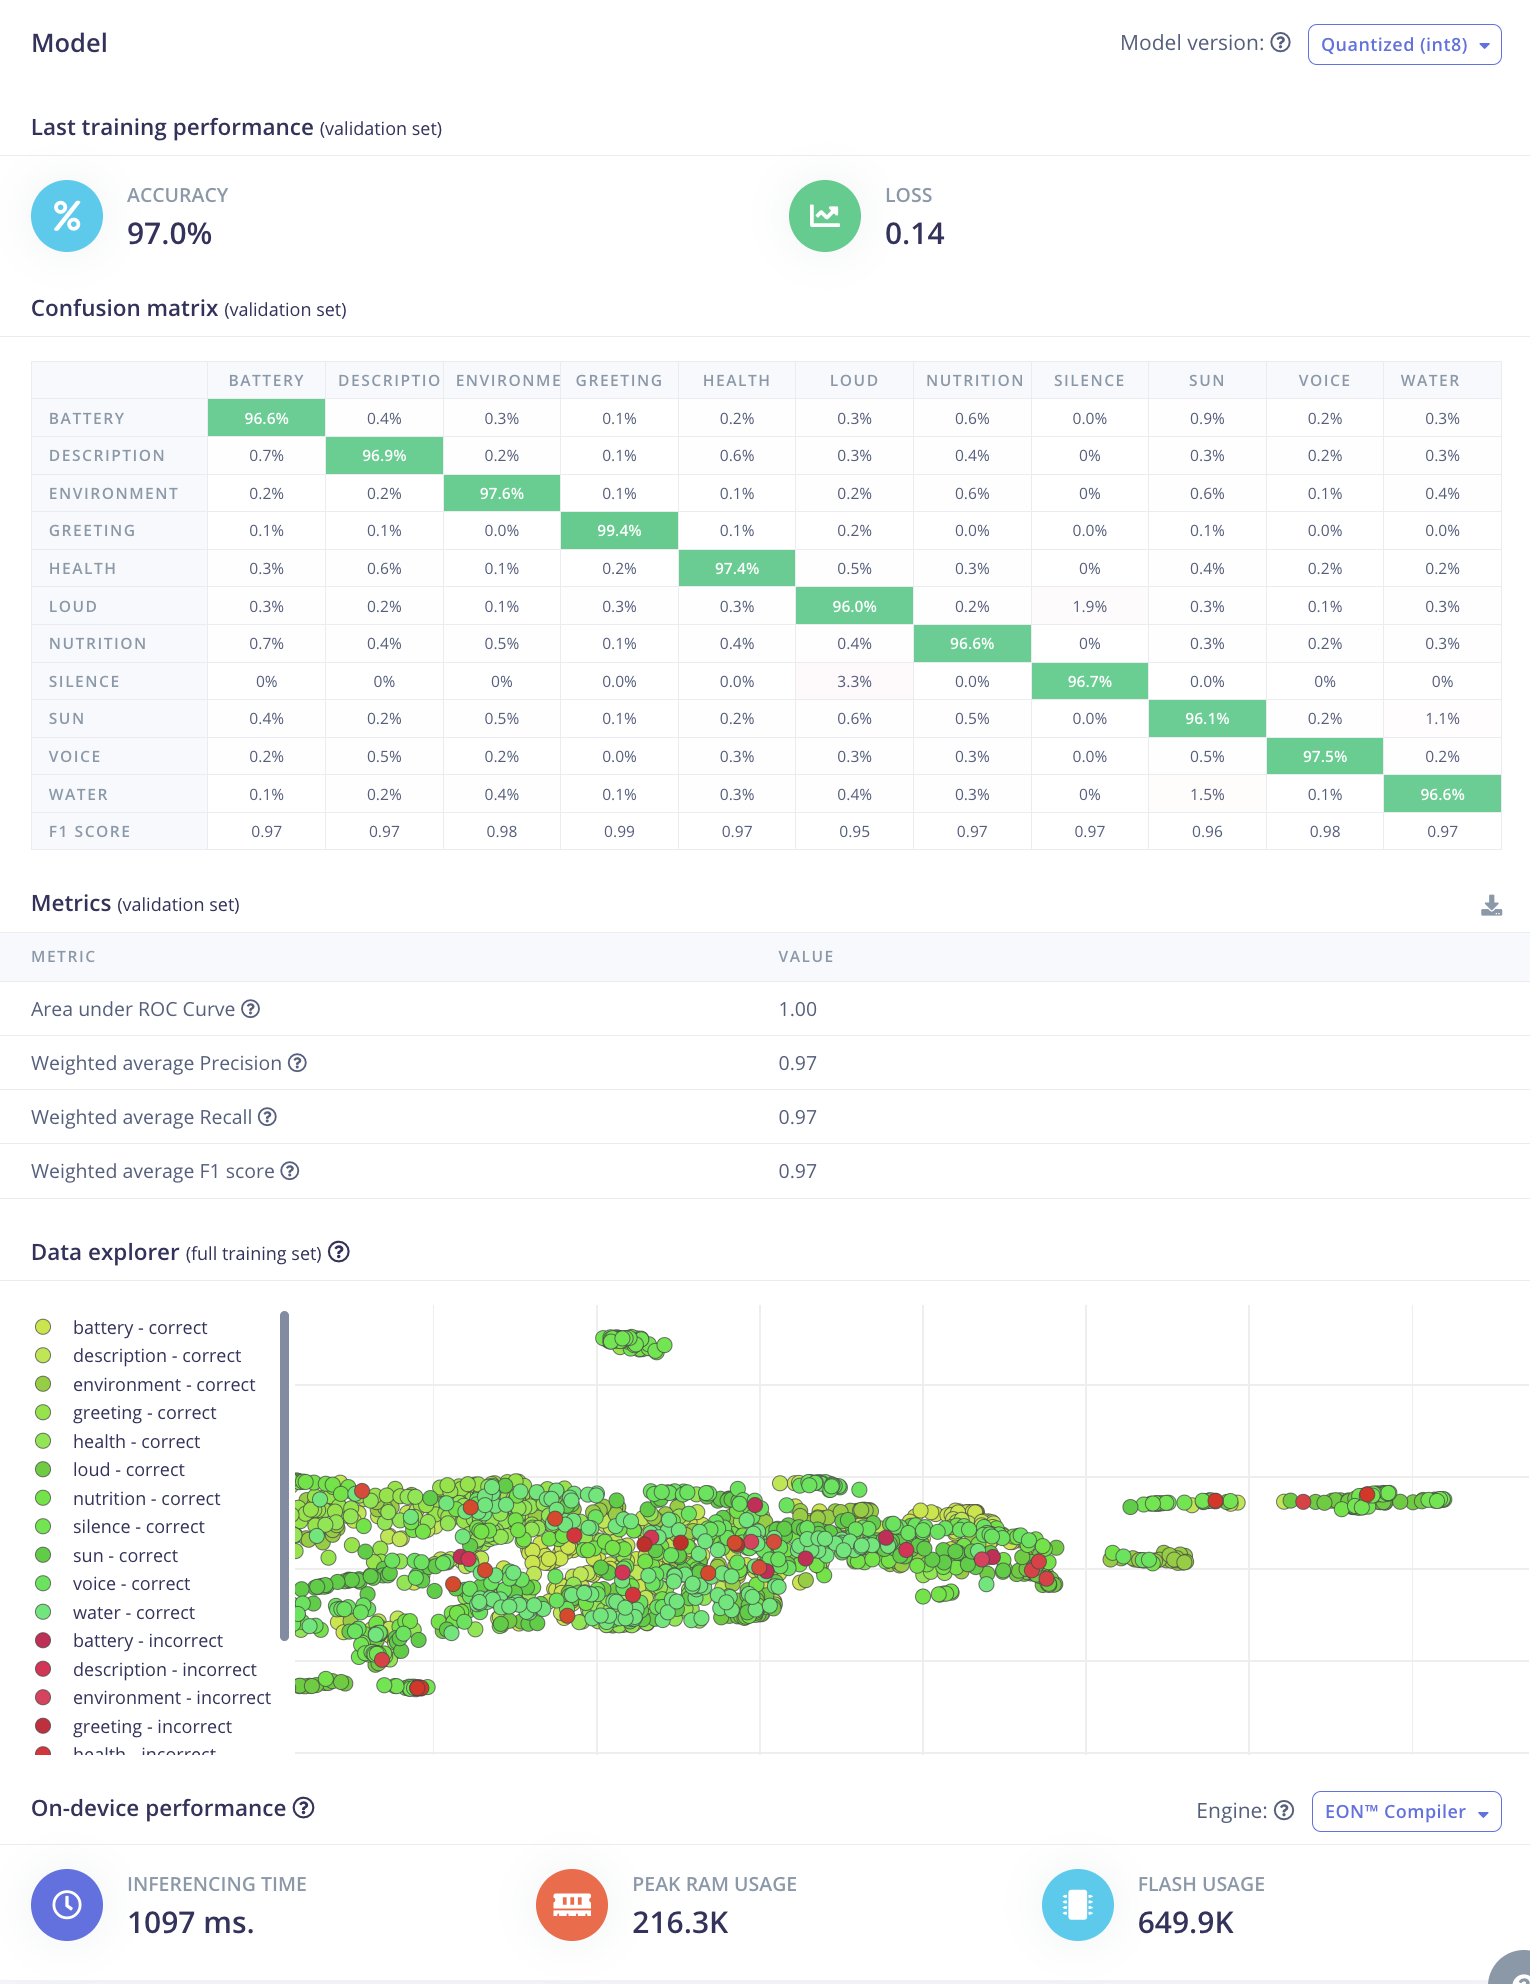 Model
Model version:
Quantized (int8)
Last training performance (validation set)
ACCURACY
97.0%
LOSS
0.14
Confusion matrix (validation set)
BATTERY DESCRIPTIO ENVIRONME GREETING HEALTH LOUD NUTRITION SILENCE SUN VOICE WATER
BATTERY 96.6% 0.4% 0.3% 0.1% 0.2% 0.3% 0.6% 0.0% 0.9% 0.2% 0.3%
DESCRIPTION 0.7% 96.9% 0.2% 0.1% 0.6% 0.3% 0.4% 0% 0.3% 0.2% 0.3%
ENVIRONMENT 0.2% 0.2% 97.6% 0.1% 0.1% 0.2% 0.6% 0% 0.6% 0.1% 0.4%
GREETING 0.1% 0.1% 0.0% 99.4% 0.1% 0.2% 0.0% 0.0% 0.1% 0.0% 0.0%
HEALTH 0.3% 0.6% 0.1% 0.2% 97.4% 0.5% 0.3% 0% 0.4% 0.2% 0.2%
LOUD 0.3% 0.2% 0.1% 0.3% 0.3% 96.0% 0.2% 1.9% 0.3% 0.1% 0.3%
NUTRITION 0.7% 0.4% 0.5% 0.1% 0.4% 0.4% 96.6% 0% 0.3% 0.2% 0.3%
SILENCE 0% 0% 0% 0.0% 0.0% 3.3% 0.0% 96.7% 0.0% 0% 0%
SUN 0.4% 0.2% 0.5% 0.1% 0.2% 0.6% 0.5% 0.0% 96.1% 0.2% 1.1%
VOICE 0.2% 0.5% 0.2% 0.0% 0.3% 0.3% 0.3% 0.0% 0.5% 97.5% 0.2%
WATER 0.1% 0.2% 0.4% 0.1% 0.3% 0.4% 0.3% 0% 1.5% 0.1% 96.6%
F1 SCORE 0.97 0.97 0.98 0.99 0.97 0.95 0.97 0.97 0.96 0.98 0.97
Metrics (validation set)
METRIC VALUE
Area under ROC Curve 1.00
Weighted average Precision 0.97
Weighted average Recall 0.97
Weighted average F1 score 0.97
Data explorer (full training set)
battery - correct
description - correct
environment - correct
greeting - correct
health - correct
loud - correct
nutrition - correct
silence - correct
sun - correct
voice - correct
water - correct
battery - incorrect
description - incorrect
environment - incorrect
greeting - incorrect
health - incorrect
On-device performance
Engine:
EON™ Compiler
INFERENCING TIME
1097 ms.
PEAK RAM USAGE
216.3K
FLASH USAGE
649.9K